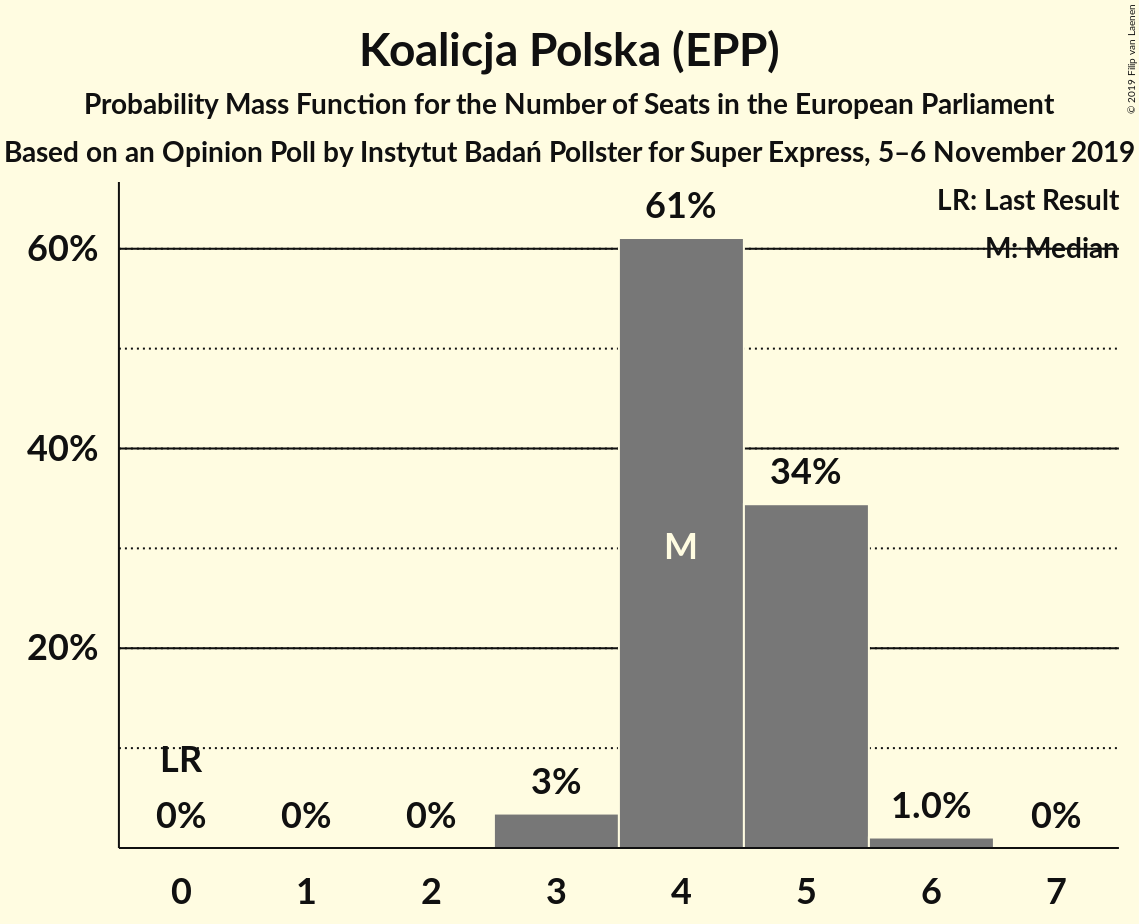 Koalicja Polska (EPP)
Probability Mass Function for the Number of Seats in the European Parliament
Based on an Opinion Poll by Instytut Badań Pollster for Super Express, 5–6 November 2019
© 2019 Filip van Laenen
LR: Last Result
M: Median
60%
40%
20%
61%
34%
M
LR
0%
0%
0%
3%
1.0%
0%
0
1
2
3
4
5
6
7